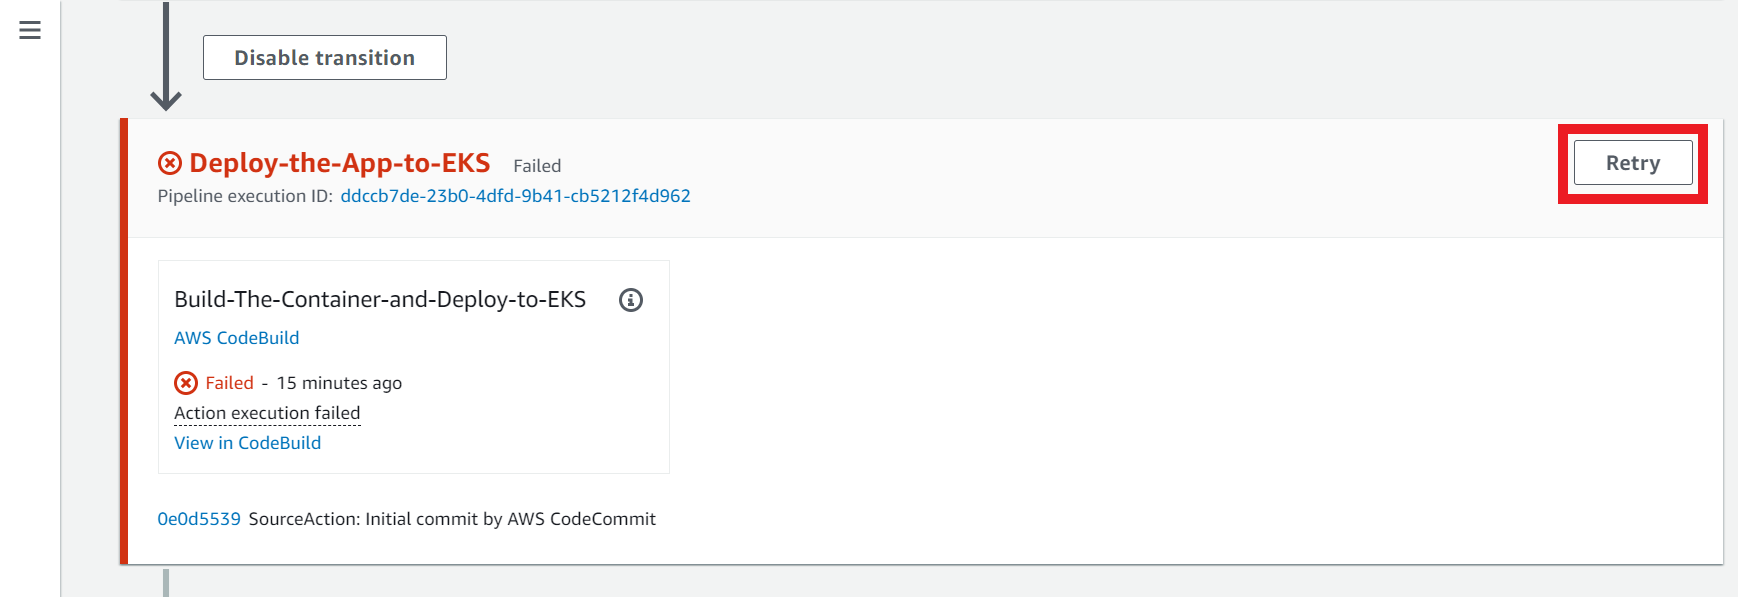 Disable transition
Deploy-the-App-to-EKS Failed
Retry
Pipeline execution ID: ddccb7de-23b0-4dfd-9b41-cb5212f4d962
Build-The-Container-and-Deploy-to-EKS
AWS CodeBuild
Failed - 15 minutes ago
Action execution failed
View in CodeBuild
0e0d5539 SourceAction: Initial commit by AWS CodeCommit